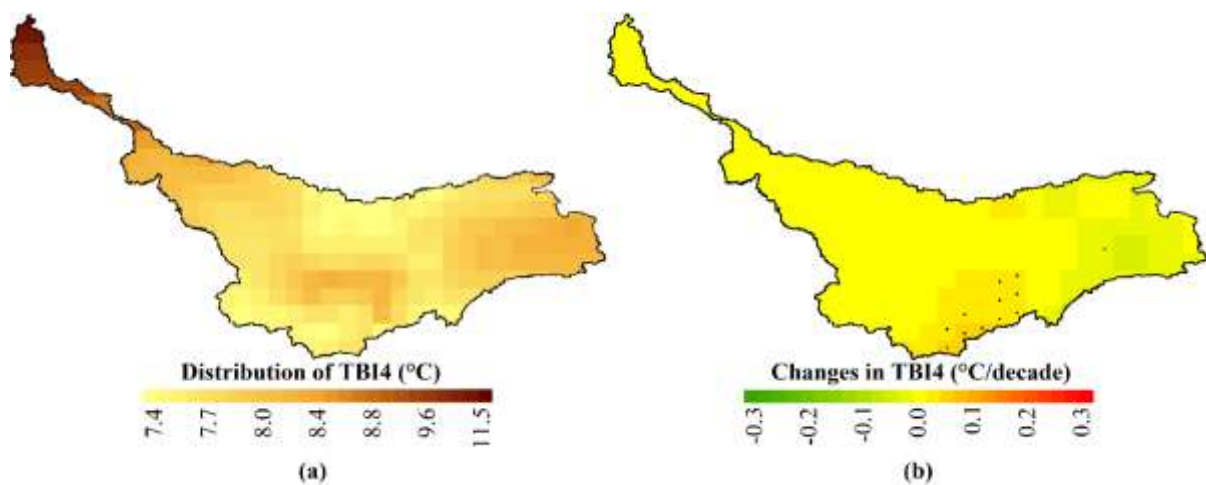 Distribution of TBI4 (°C)
7.4 7.7 8.0 8.4 8.8 9.6 11.5
(a)
Changes in TBI4 (°C/decade)
-0.3 -0.2 -0.1 0.0 0.1 0.2 0.3
(b)